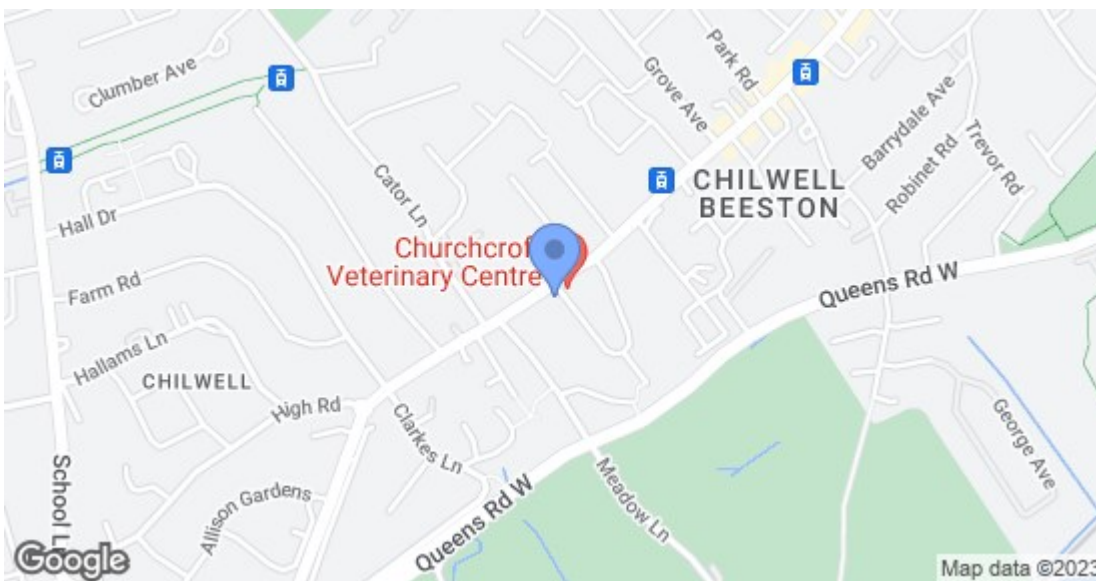 Clumber Ave
Park Rd
Grove Ave
Barrydale Ave
Robinet Rd
Trevor Rd
CHILWELL
BEESTON
Cator Ln
Hall Dr
Churchcrof
Veterinary Centre
Farm Rd
Queens Rd W
Hallams Ln
CHILWELL
High Rd
Clarkes Ln
George Ave
School L
Allison Gardens
Queens Rd W
Meadow Ln
Google
Map data ©2023